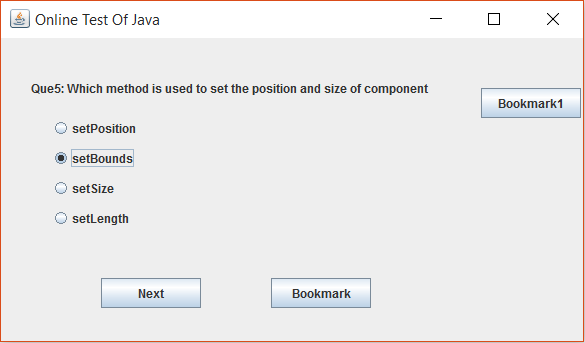 Online Test Of Java
Que5: Which method is used to set the position and size of component
Bookmark1
setPosition
setBounds
setSize
setLength
Next
Bookmark